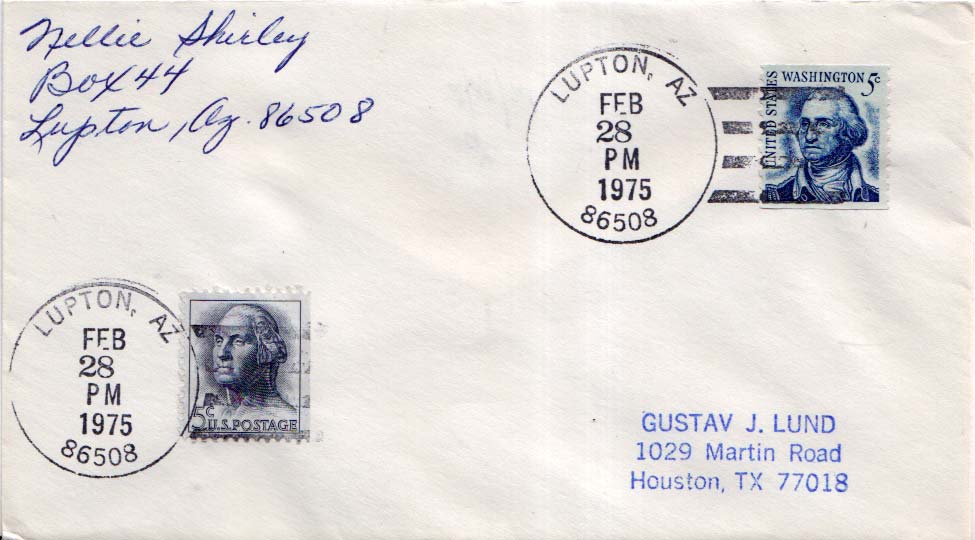 Nellie Shirley
Box 44
Lupton, Az. 86508
LUPTON, AZ
FEB
28
PM
1975
86508
UNITED STATES
WASHINGTON 5c
LUPTON, AZ
FEB
28
PM
1975
86508
5c
U.S. POSTAGE
GUSTAV J. LUND
1029 Martin Road
Houston, TX 77018